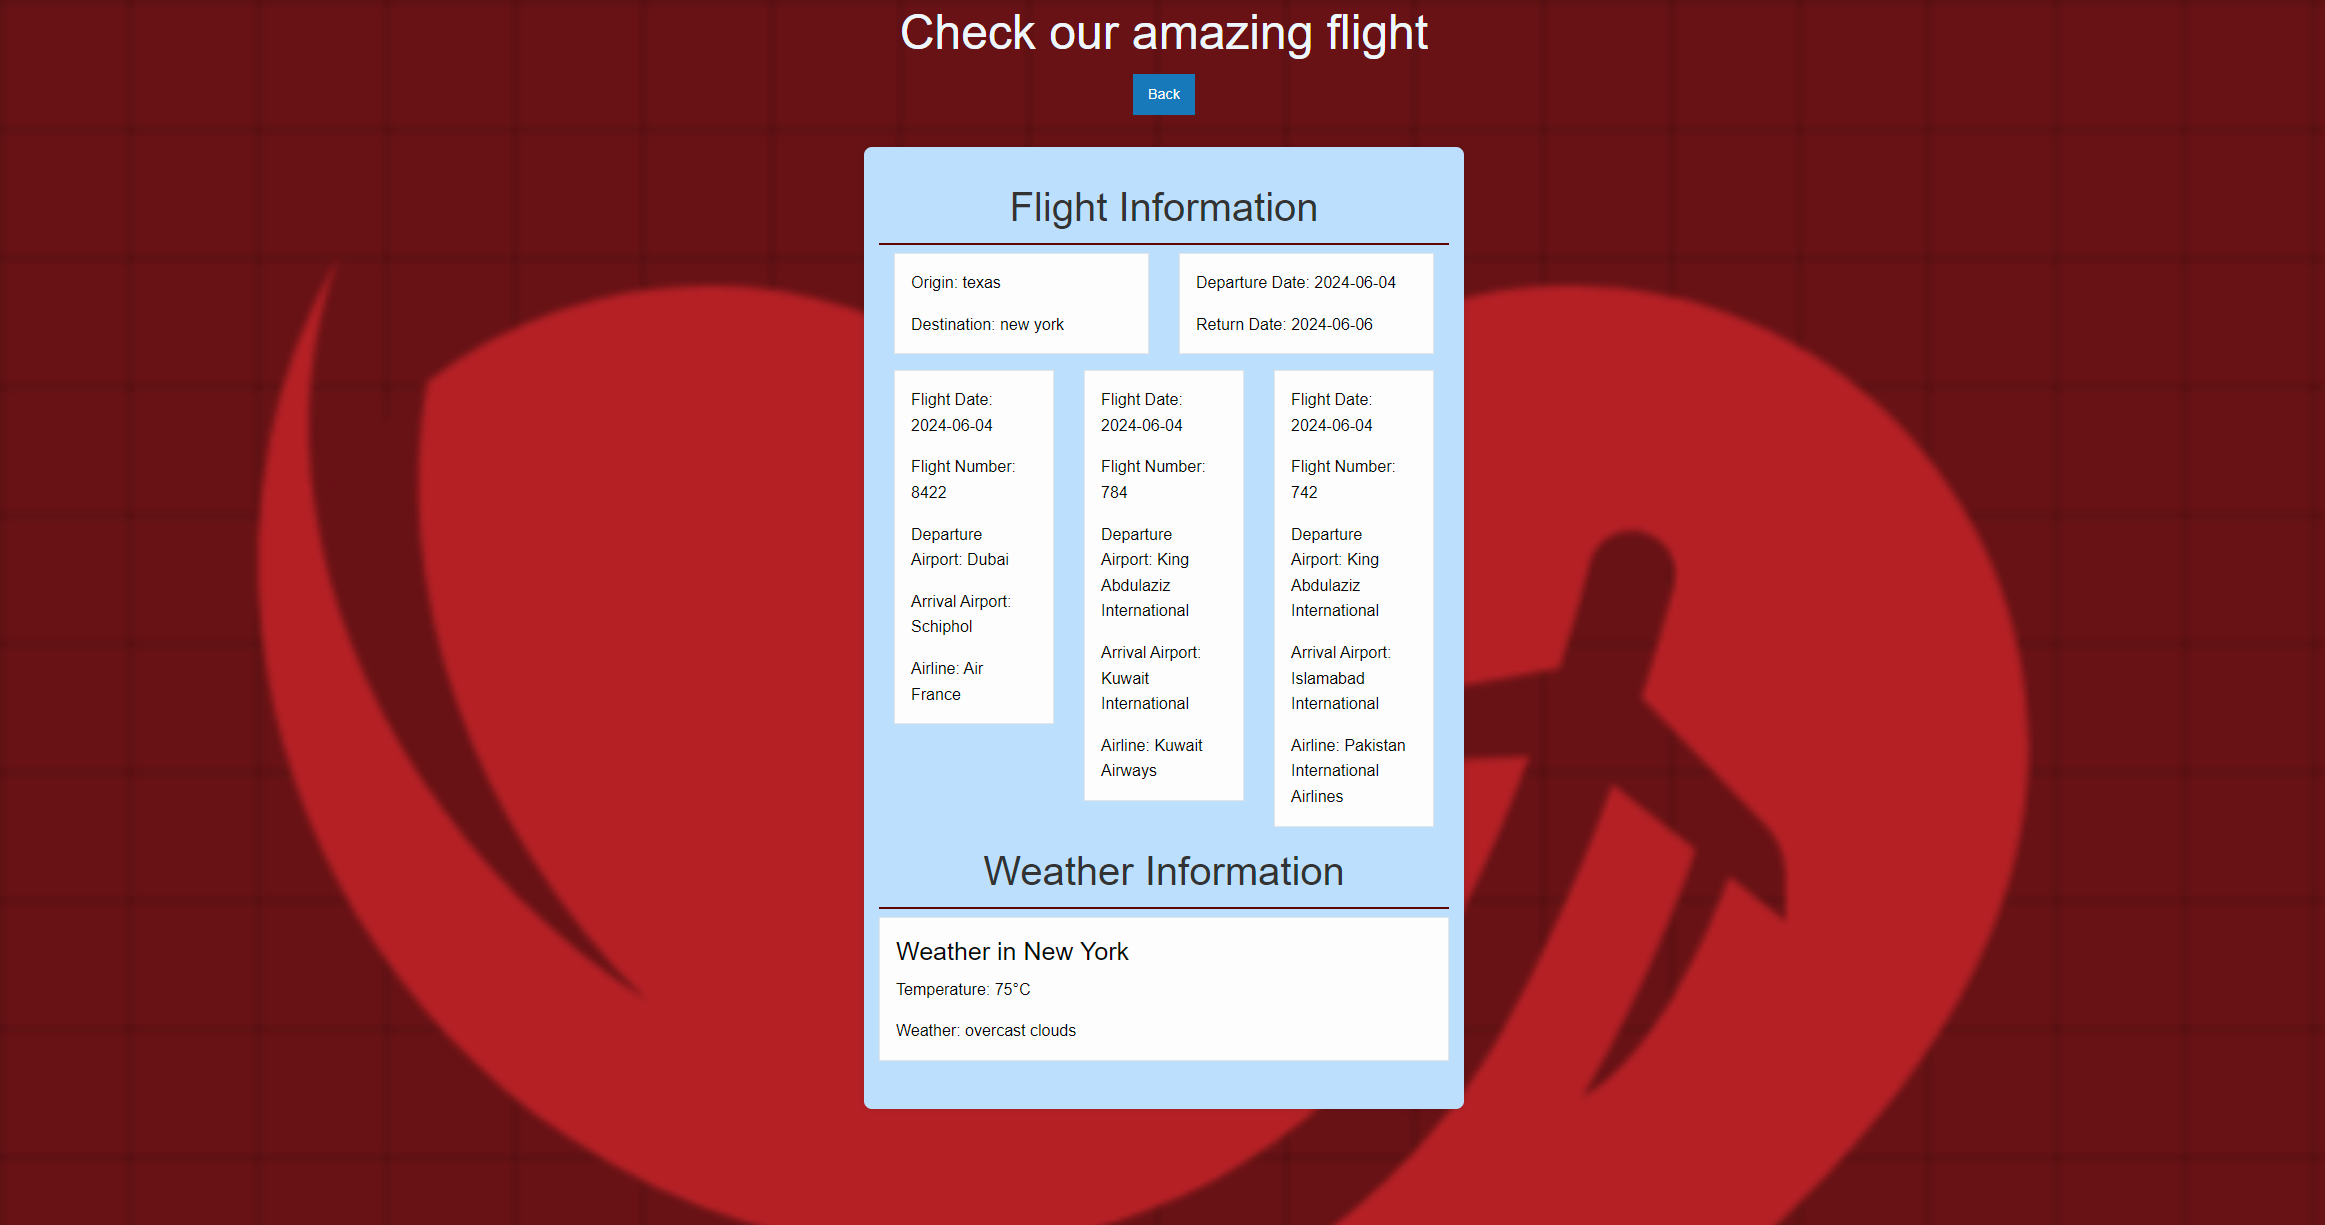 Check our amazing flight
Back
Flight Information
Origin: texas
Destination: new york
Departure Date: 2024-06-04
Return Date: 2024-06-06
Flight Date:
2024-06-04
Flight Number:
8422
Departure
Airport: Dubai
Arrival Airport:
Schiphol
Airline: Air
France
Flight Date:
2024-06-04
Flight Number:
784
Departure
Airport: King
Abdulaziz
International
Arrival Airport:
Kuwait
International
Airline: Kuwait
Airways
Flight Date:
2024-06-04
Flight Number:
742
Departure
Airport: King
Abdulaziz
International
Arrival Airport:
Islamabad
International
Airline: Pakistan
International
Airlines
Weather Information
Weather in New York
Temperature: 75°C
Weather: overcast clouds